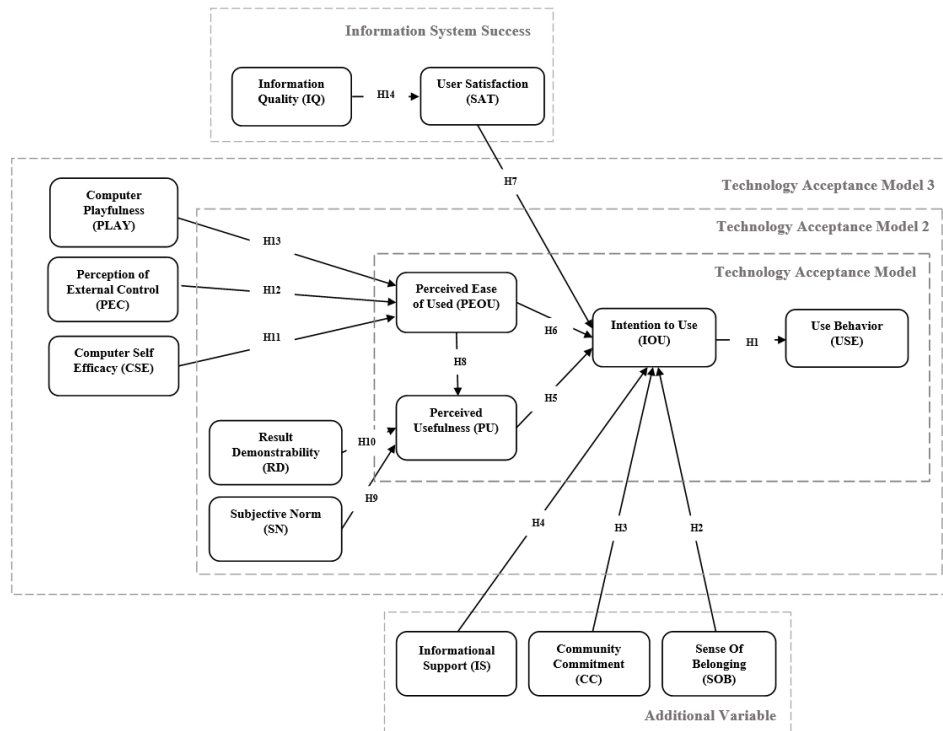 Information System Success
Information
Quality (IQ)
H14
User Satisfaction
(SAT)
H7
Technology Acceptance Model 3
Computer
Playfulness
(PLAY)
H13
Technology Acceptance Model 2
Perception of
External Control
(PEC)
H12
Technology Acceptance Model
Perceived Ease
of Used (PEOU)
H6
Intention to Use
(IOU)
H1
Use Behavior
(USE)
Computer Self
Efficacy (CSE)
H11
H8
H5
Perceived
Usefulness (PU)
Result
Demonstrability
(RD)
H10
H9
Subjective Norm
(SN)
H4
H3
H2
Informational
Support (IS)
Community
Commitment
(CC)
Sense Of
Belonging
(SOB)
Additional Variable